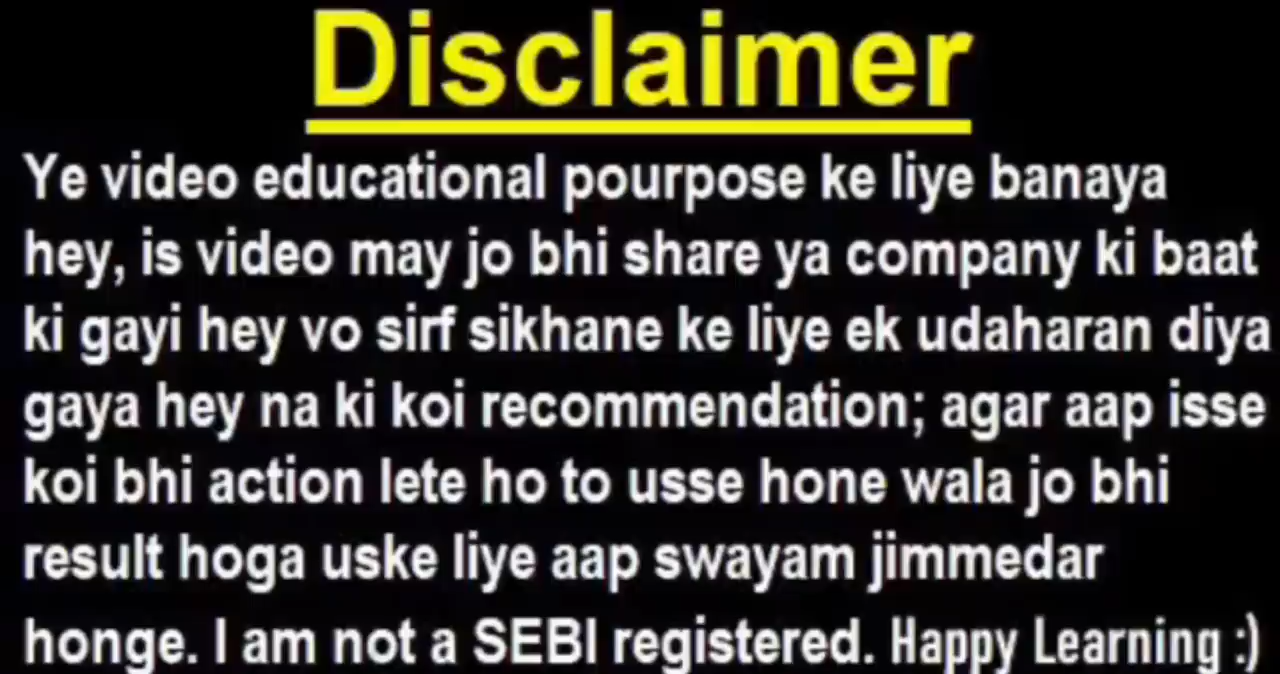 Disclaimer
Ye video educational pourpose ke liye banaya
hey, is video may jo bhi share ya company ki baat
ki gayi hey vo sirf sikhane ke liye ek udaharan diya
gaya hey na ki koi recommendation; agar aap isse
koi bhi action lete ho to usse hone wala jo bhi
result hoga uske liye aap swayam jimmedar
honge. I am not a SEBI registered. Happy Learning :)